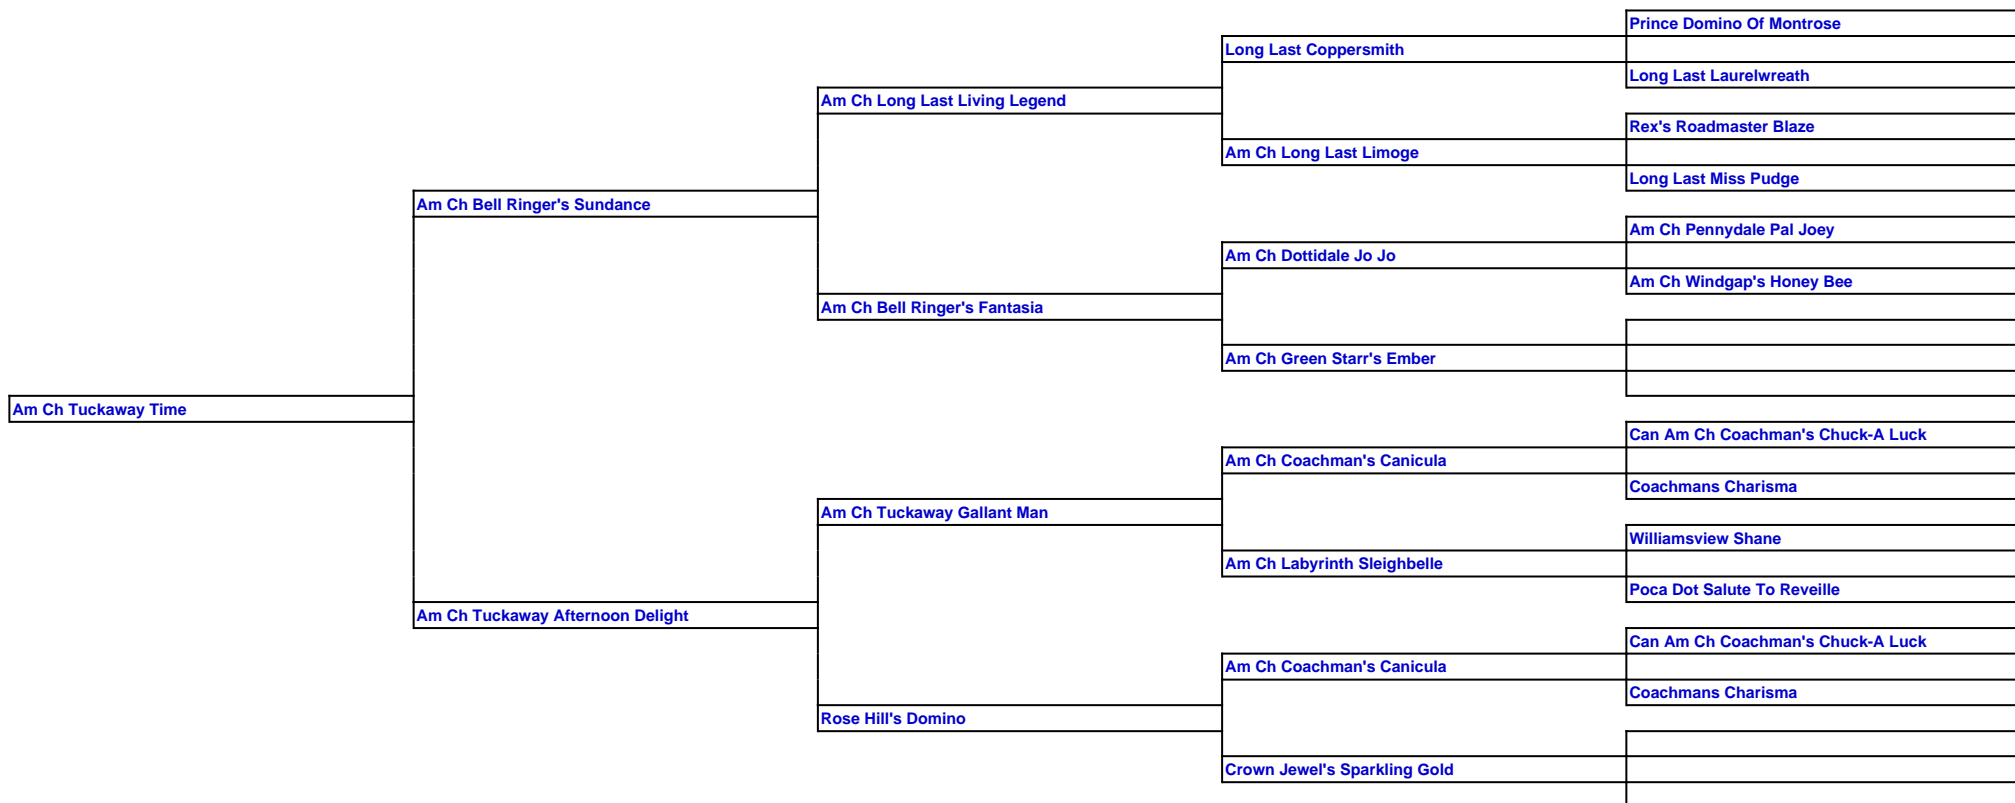 Prince Domino Of Montrose
Long Last Coppersmith
Long Last Laurelwreath
Am Ch Long Last Living Legend
Rex's Roadmaster Blaze
Am Ch Long Last Limoge
Long Last Miss Pudge
Am Ch Bell Ringer's Sundance
Am Ch Pennydale Pal Joey
Am Ch Dottidale Jo Jo
Am Ch Windgap's Honey Bee
Am Ch Bell Ringer's Fantasia
Am Ch Green Starr's Ember
Am Ch Tuckaway Time
Can Am Ch Coachman's Chuck-A Luck
Am Ch Coachman's Canicula
Coachmans Charisma
Am Ch Tuckaway Gallant Man
Williamsview Shane
Am Ch Labyrinth Sleighbelle
Poca Dot Salute To Reveille
Am Ch Tuckaway Afternoon Delight
Can Am Ch Coachman's Chuck-A Luck
Am Ch Coachman's Canicula
Coachmans Charisma
Rose Hill's Domino
Crown Jewel's Sparkling Gold